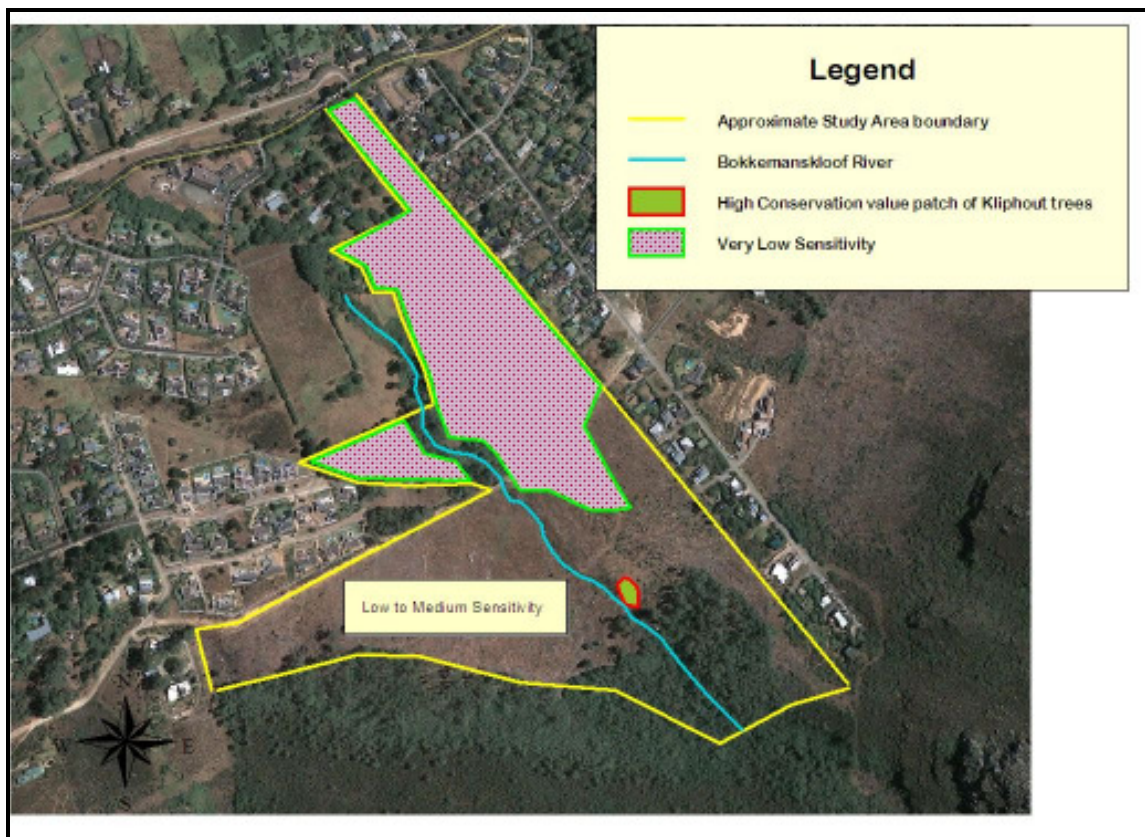 Legend
Approximate Study Area boundary
Bokkemanskloof River
High Conservation value patch of Kliphout trees
Very Low Sensitivity
Low to Medium Sensitivity
N
W E
S